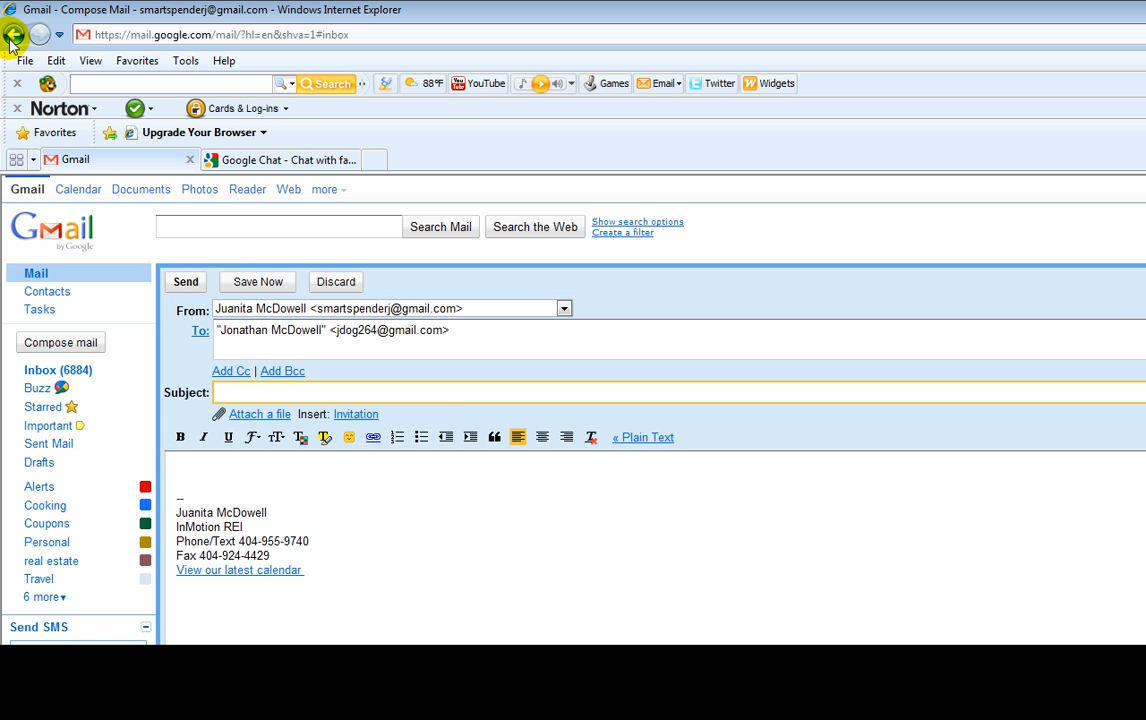 Gmail - Compose Mail - smartspenderj@gmail.com - Windows Internet Explorer
https://mail.google.com/mail/?hl=en&shva=1#inbox
File Edit View Favorites Tools Help
Search 88°F YouTube Games Email Twitter Widgets
Norton Cards & Log-ins
Favorites Upgrade Your Browser
Gmail Google Chat - Chat with fa...
Gmail Calendar Documents Photos Reader Web more
Gmail by Google Search Mail Search the Web Show search options
Create a filter
Mail
Contacts
Tasks
Compose mail
Inbox (6884)
Buzz
Starred
Important
Sent Mail
Drafts
Alerts
Cooking
Coupons
Personal
real estate
Travel
6 more▾
Send SMS
Send Save Now Discard
From: Juanita McDowell <smartspenderj@gmail.com>
To: "Jonathan McDowell" <jdog264@gmail.com>
Add Cc | Add Bcc
Subject:
Attach a file Insert: Invitation
B I U « Plain Text
--
Juanita McDowell
InMotion REI
Phone/Text 404-955-9740
Fax 404-924-4429
View our latest calendar